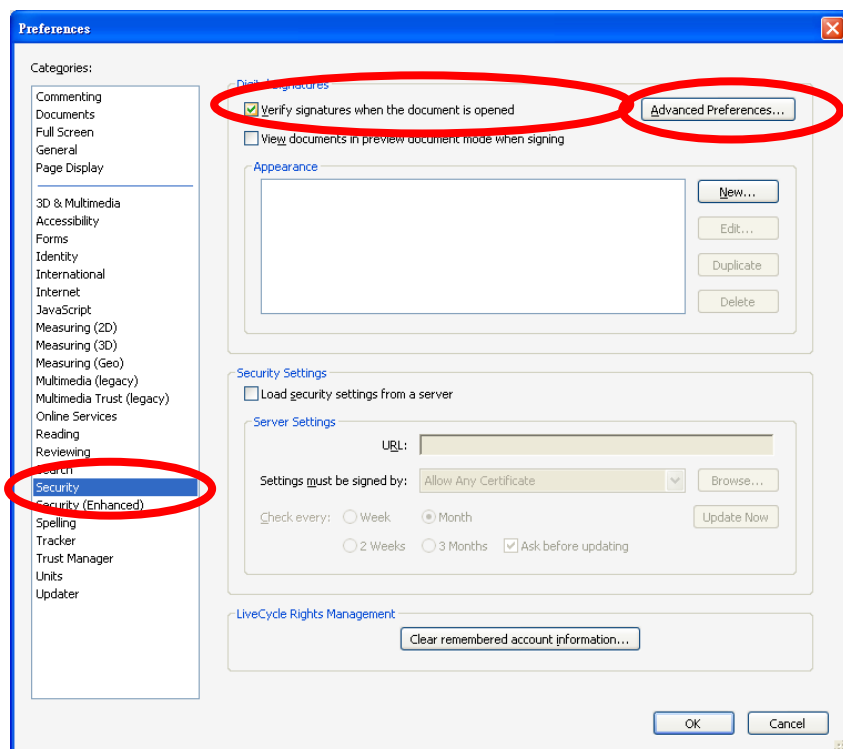 Preferences
Categories:
Commenting
Documents
Full Screen
General
Page Display
3D & Multimedia
Accessibility
Forms
Identity
International
Internet
JavaScript
Measuring (2D)
Measuring (3D)
Measuring (Geo)
Multimedia (legacy)
Multimedia Trust (legacy)
Online Services
Reading
Reviewing
Search
Security
Security (Enhanced)
Spelling
Tracker
Trust Manager
Units
Updater
Digital Signatures
Verify signatures when the document is opened
Advanced Preferences...
View documents in preview document mode when signing
Appearance
New...
Edit...
Duplicate
Delete
Security Settings
Load security settings from a server
Server Settings
URL:
Settings must be signed by:
Allow Any Certificate
Browse...
Check every:
Week
Month
Update Now
2 Weeks
3 Months
Ask before updating
LiveCycle Rights Management
Clear remembered account information...
OK
Cancel